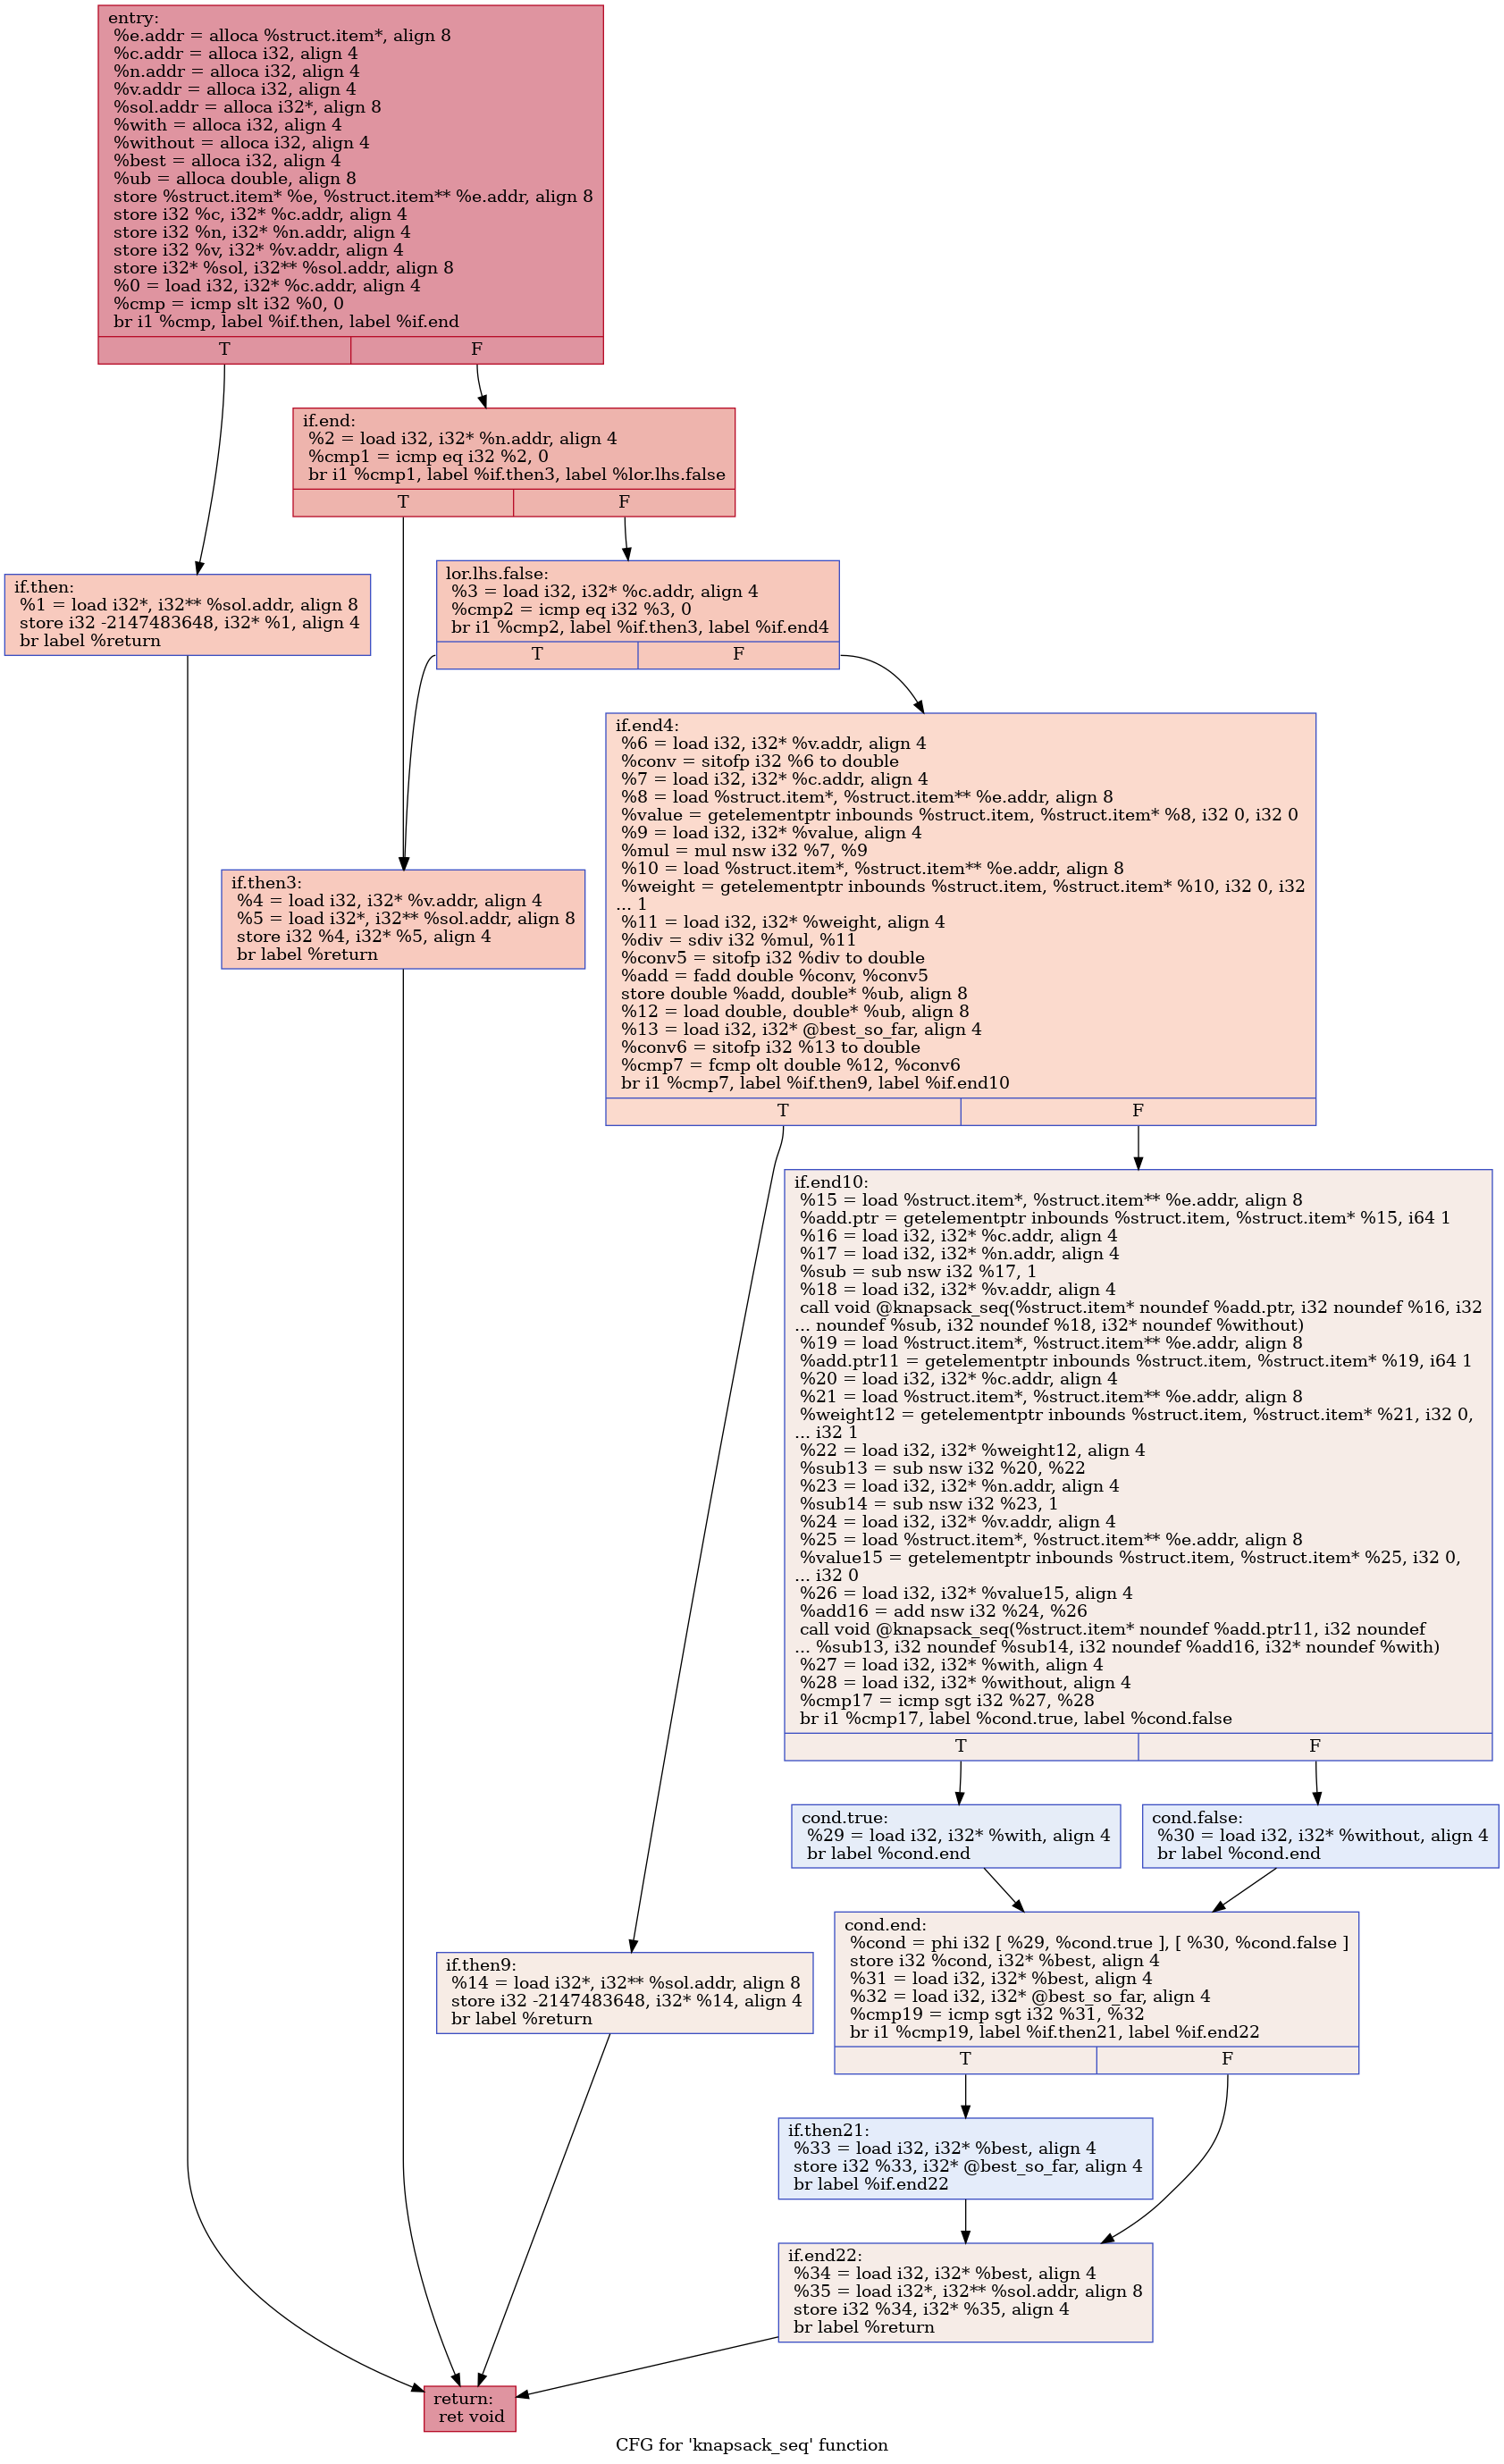 entry:
%e.addr = alloca %struct.item*, align 8
%c.addr = alloca i32, align 4
%n.addr = alloca i32, align 4
%v.addr = alloca i32, align 4
%sol.addr = alloca i32*, align 8
%with = alloca i32, align 4
%without = alloca i32, align 4
%best = alloca i32, align 4
%ub = alloca double, align 8
store %struct.item* %e, %struct.item** %e.addr, align 8
store i32 %c, i32* %c.addr, align 4
store i32 %n, i32* %n.addr, align 4
store i32 %v, i32* %v.addr, align 4
store i32* %sol, i32** %sol.addr, align 8
%0 = load i32, i32* %c.addr, align 4
%cmp = icmp slt i32 %0, 0
br i1 %cmp, label %if.then, label %if.end
T F
if.end:
%2 = load i32, i32* %n.addr, align 4
%cmp1 = icmp eq i32 %2, 0
br i1 %cmp1, label %if.then3, label %lor.lhs.false
T F
if.then:
%1 = load i32*, i32** %sol.addr, align 8
store i32 -2147483648, i32* %1, align 4
br label %return
lor.lhs.false:
%3 = load i32, i32* %c.addr, align 4
%cmp2 = icmp eq i32 %3, 0
br i1 %cmp2, label %if.then3, label %if.end4
T F
if.end4:
%6 = load i32, i32* %v.addr, align 4
%conv = sitofp i32 %6 to double
%7 = load i32, i32* %c.addr, align 4
%8 = load %struct.item*, %struct.item** %e.addr, align 8
%value = getelementptr inbounds %struct.item, %struct.item* %8, i32 0, i32 0
%9 = load i32, i32* %value, align 4
%mul = mul nsw i32 %7, %9
%10 = load %struct.item*, %struct.item** %e.addr, align 8
%weight = getelementptr inbounds %struct.item, %struct.item* %10, i32 0, i32
... 1
%11 = load i32, i32* %weight, align 4
%div = sdiv i32 %mul, %11
%conv5 = sitofp i32 %div to double
%add = fadd double %conv, %conv5
store double %add, double* %ub, align 8
%12 = load double, double* %ub, align 8
%13 = load i32, i32* @best_so_far, align 4
%conv6 = sitofp i32 %13 to double
%cmp7 = fcmp olt double %12, %conv6
br i1 %cmp7, label %if.then9, label %if.end10
T F
if.then3:
%4 = load i32, i32* %v.addr, align 4
%5 = load i32*, i32** %sol.addr, align 8
store i32 %4, i32* %5, align 4
br label %return
if.end10:
%15 = load %struct.item*, %struct.item** %e.addr, align 8
%add.ptr = getelementptr inbounds %struct.item, %struct.item* %15, i64 1
%16 = load i32, i32* %c.addr, align 4
%17 = load i32, i32* %n.addr, align 4
%sub = sub nsw i32 %17, 1
%18 = load i32, i32* %v.addr, align 4
call void @knapsack_seq(%struct.item* noundef %add.ptr, i32 noundef %16, i32
... noundef %sub, i32 noundef %18, i32* noundef %without)
%19 = load %struct.item*, %struct.item** %e.addr, align 8
%add.ptr11 = getelementptr inbounds %struct.item, %struct.item* %19, i64 1
%20 = load i32, i32* %c.addr, align 4
%21 = load %struct.item*, %struct.item** %e.addr, align 8
%weight12 = getelementptr inbounds %struct.item, %struct.item* %21, i32 0,
... i32 1
%22 = load i32, i32* %weight12, align 4
%sub13 = sub nsw i32 %20, %22
%23 = load i32, i32* %n.addr, align 4
%sub14 = sub nsw i32 %23, 1
%24 = load i32, i32* %v.addr, align 4
%25 = load %struct.item*, %struct.item** %e.addr, align 8
%value15 = getelementptr inbounds %struct.item, %struct.item* %25, i32 0,
... i32 0
%26 = load i32, i32* %value15, align 4
%add16 = add nsw i32 %24, %26
call void @knapsack_seq(%struct.item* noundef %add.ptr11, i32 noundef
... %sub13, i32 noundef %sub14, i32 noundef %add16, i32* noundef %with)
%27 = load i32, i32* %with, align 4
%28 = load i32, i32* %without, align 4
%cmp17 = icmp sgt i32 %27, %28
br i1 %cmp17, label %cond.true, label %cond.false
T F
cond.true:
%29 = load i32, i32* %with, align 4
br label %cond.end
cond.false:
%30 = load i32, i32* %without, align 4
br label %cond.end
cond.end:
%cond = phi i32 [ %29, %cond.true ], [ %30, %cond.false ]
store i32 %cond, i32* %best, align 4
%31 = load i32, i32* %best, align 4
%32 = load i32, i32* @best_so_far, align 4
%cmp19 = icmp sgt i32 %31, %32
br i1 %cmp19, label %if.then21, label %if.end22
T F
if.then9:
%14 = load i32*, i32** %sol.addr, align 8
store i32 -2147483648, i32* %14, align 4
br label %return
if.then21:
%33 = load i32, i32* %best, align 4
store i32 %33, i32* @best_so_far, align 4
br label %if.end22
if.end22:
%34 = load i32, i32* %best, align 4
%35 = load i32*, i32** %sol.addr, align 8
store i32 %34, i32* %35, align 4
br label %return
return:
ret void
CFG for 'knapsack_seq' function